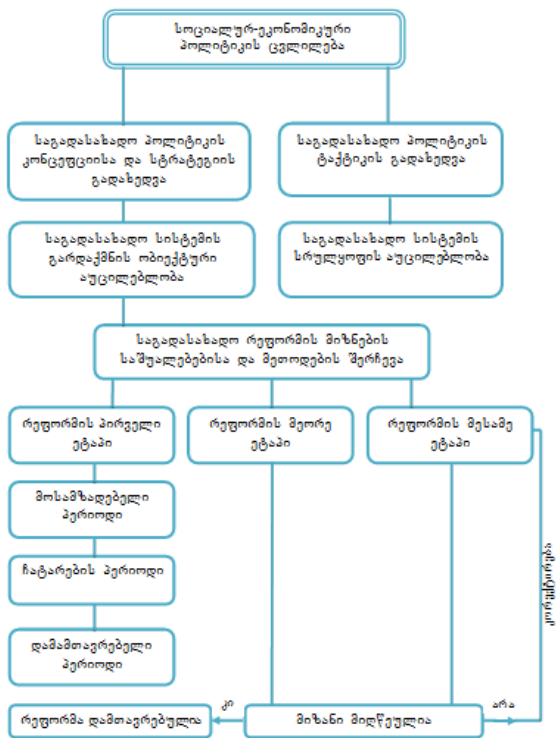 სოციალურ-ეკონომიკური
პოლიტიკის ცვლილება
საგადასახადო პოლიტიკის
კონცეფციისა და სტრატეგიის
გადახედვა
საგადასახადო პოლიტიკის
ტაქტიკის გადახედვა
საგადასახადო სისტემის
გარდაქმნის ობიექტური
აუცილებლობა
საგადასახადო სისტემის
სრულყოფის აუცილებლობა
საგადასახადო რეფორმის მიზნების
საშუალებებისა და მეთოდების შერჩევა
რეფორმის პირველი
ეტაპი
რეფორმის მეორე
ეტაპი
რეფორმის მესამე
ეტაპი
მოსამზადებელი
პერიოდი
ჩატარების პერიოდი
დამამთავრებელი
პერიოდი
კორექტირება
კი
არა
რეფორმა დამთავრებულია
მიზანი მიღწეულია